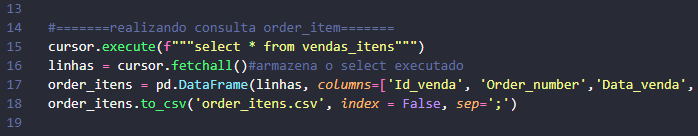 13
14 #=======realizando consulta order_item=======
15 cursor.execute(f"""select * from vendas_itens""")
16 linhas = cursor.fetchall()#armazena o select executado
17 order_itens = pd.DataFrame(linhas, columns=['Id_venda', 'Order_number','Data_venda',
18 order_itens.to_csv('order_itens.csv', index = False, sep=';')
19